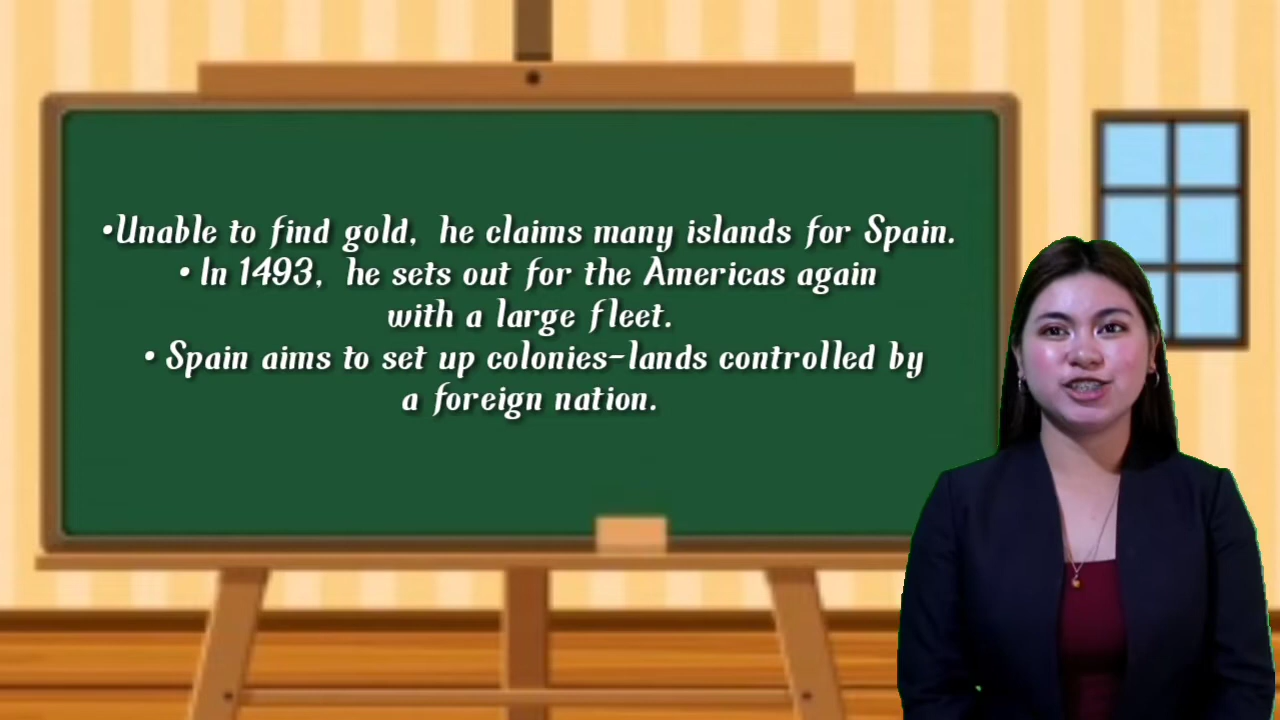 •Unable to find gold, he claims many islands for Spain.
• In 1493, he sets out for the Americas again
with a large fleet.
• Spain aims to set up colonies-lands controlled by
a foreign nation.